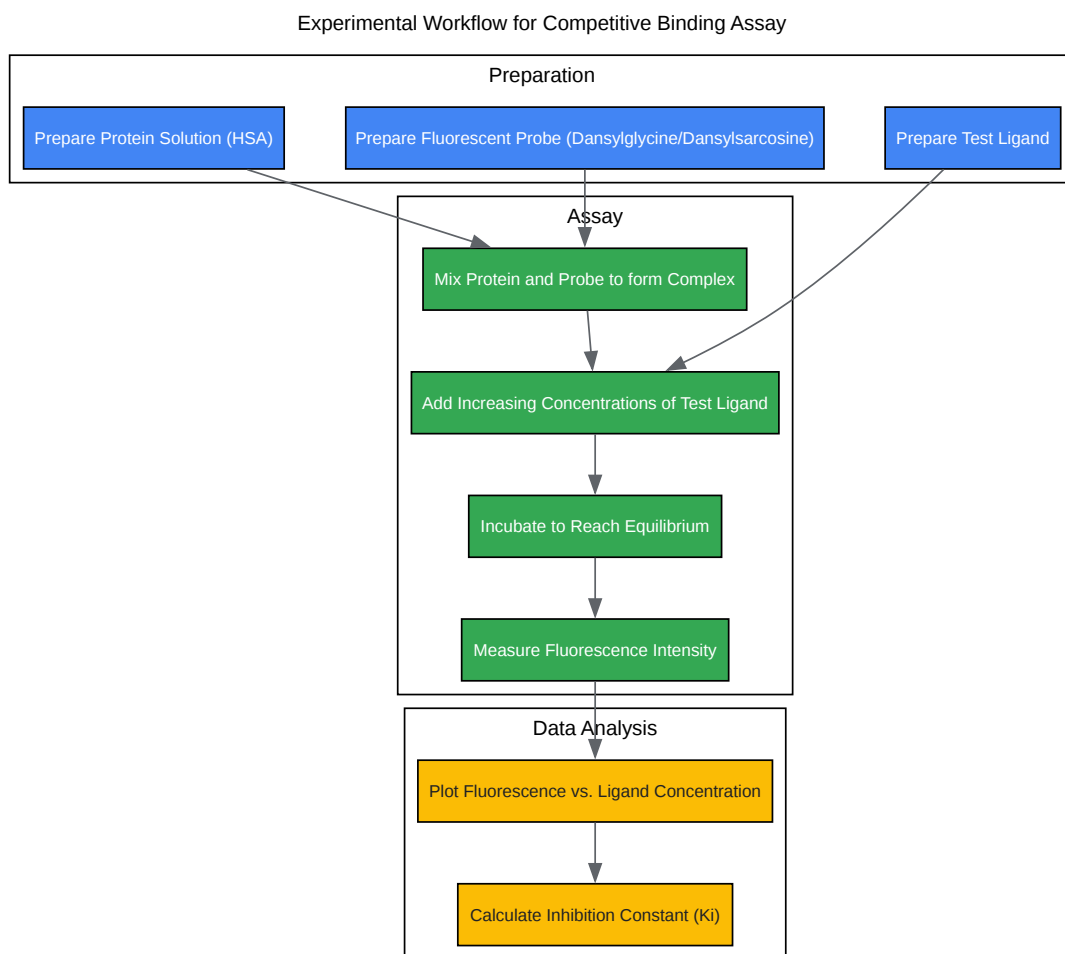 Experimental Workflow for Competitive Binding Assay
Preparation
Prepare Protein Solution (HSA)
Prepare Fluorescent Probe (Dansylglycine/Dansylsarcosine)
Prepare Test Ligand
Assay
Mix Protein and Probe to form Complex
Add Increasing Concentrations of Test Ligand
Incubate to Reach Equilibrium
Measure Fluorescence Intensity
Data Analysis
Plot Fluorescence vs. Ligand Concentration
Calculate Inhibition Constant (Ki)